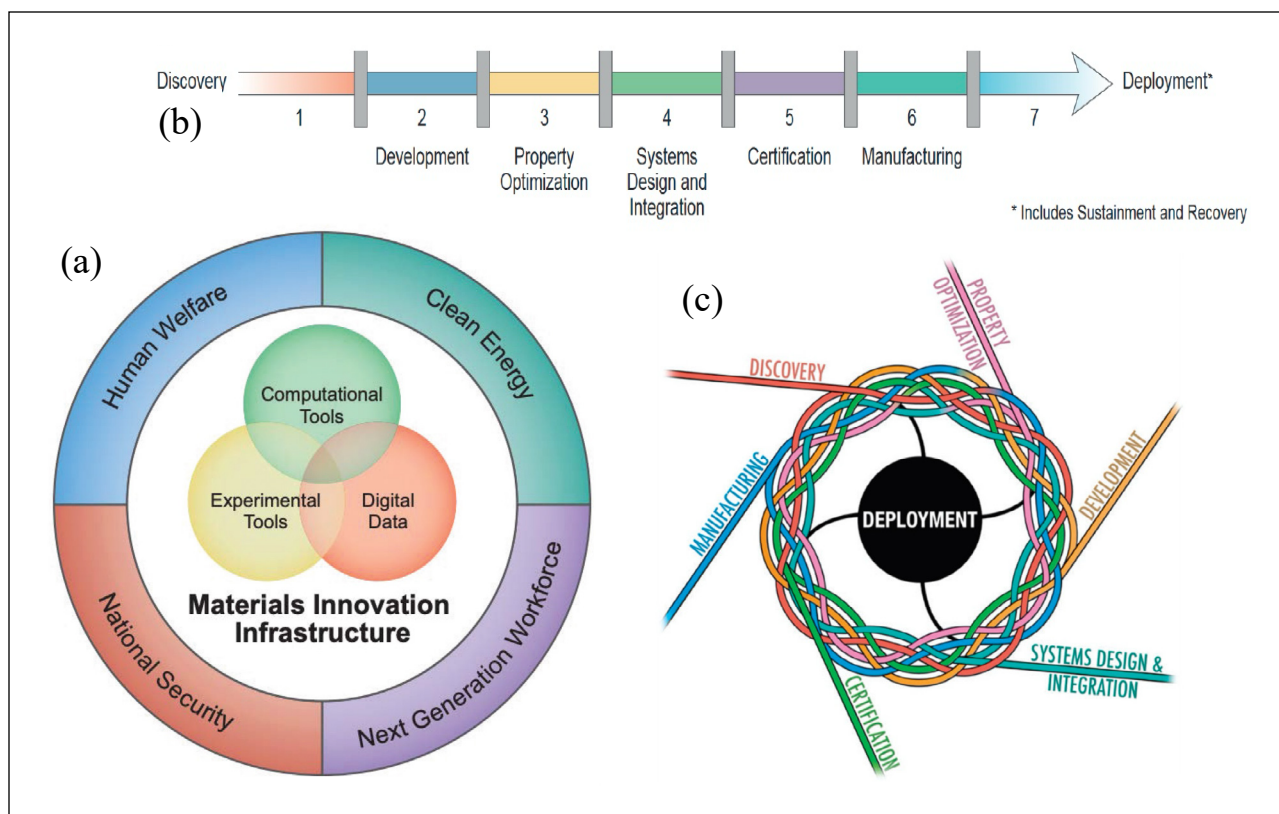 Discovery
Deployment*
(b)
1
2
3
4
5
6
7
Development
Property
Optimization
Systems
Design and
Integration
Certification
Manufacturing
* Includes Sustainment and Recovery
(a)
Human Welfare
Clean Energy
Computational
Tools
Experimental
Tools
Digital
Data
Materials Innovation
Infrastructure
National Security
Next Generation Workforce
(c)
PROPERTY
OPTIMIZATION
DISCOVERY
MANUFACTURING
DEPLOYMENT
DEVELOPMENT
SYSTEMS DESIGN &
INTEGRATION
CERTIFICATION